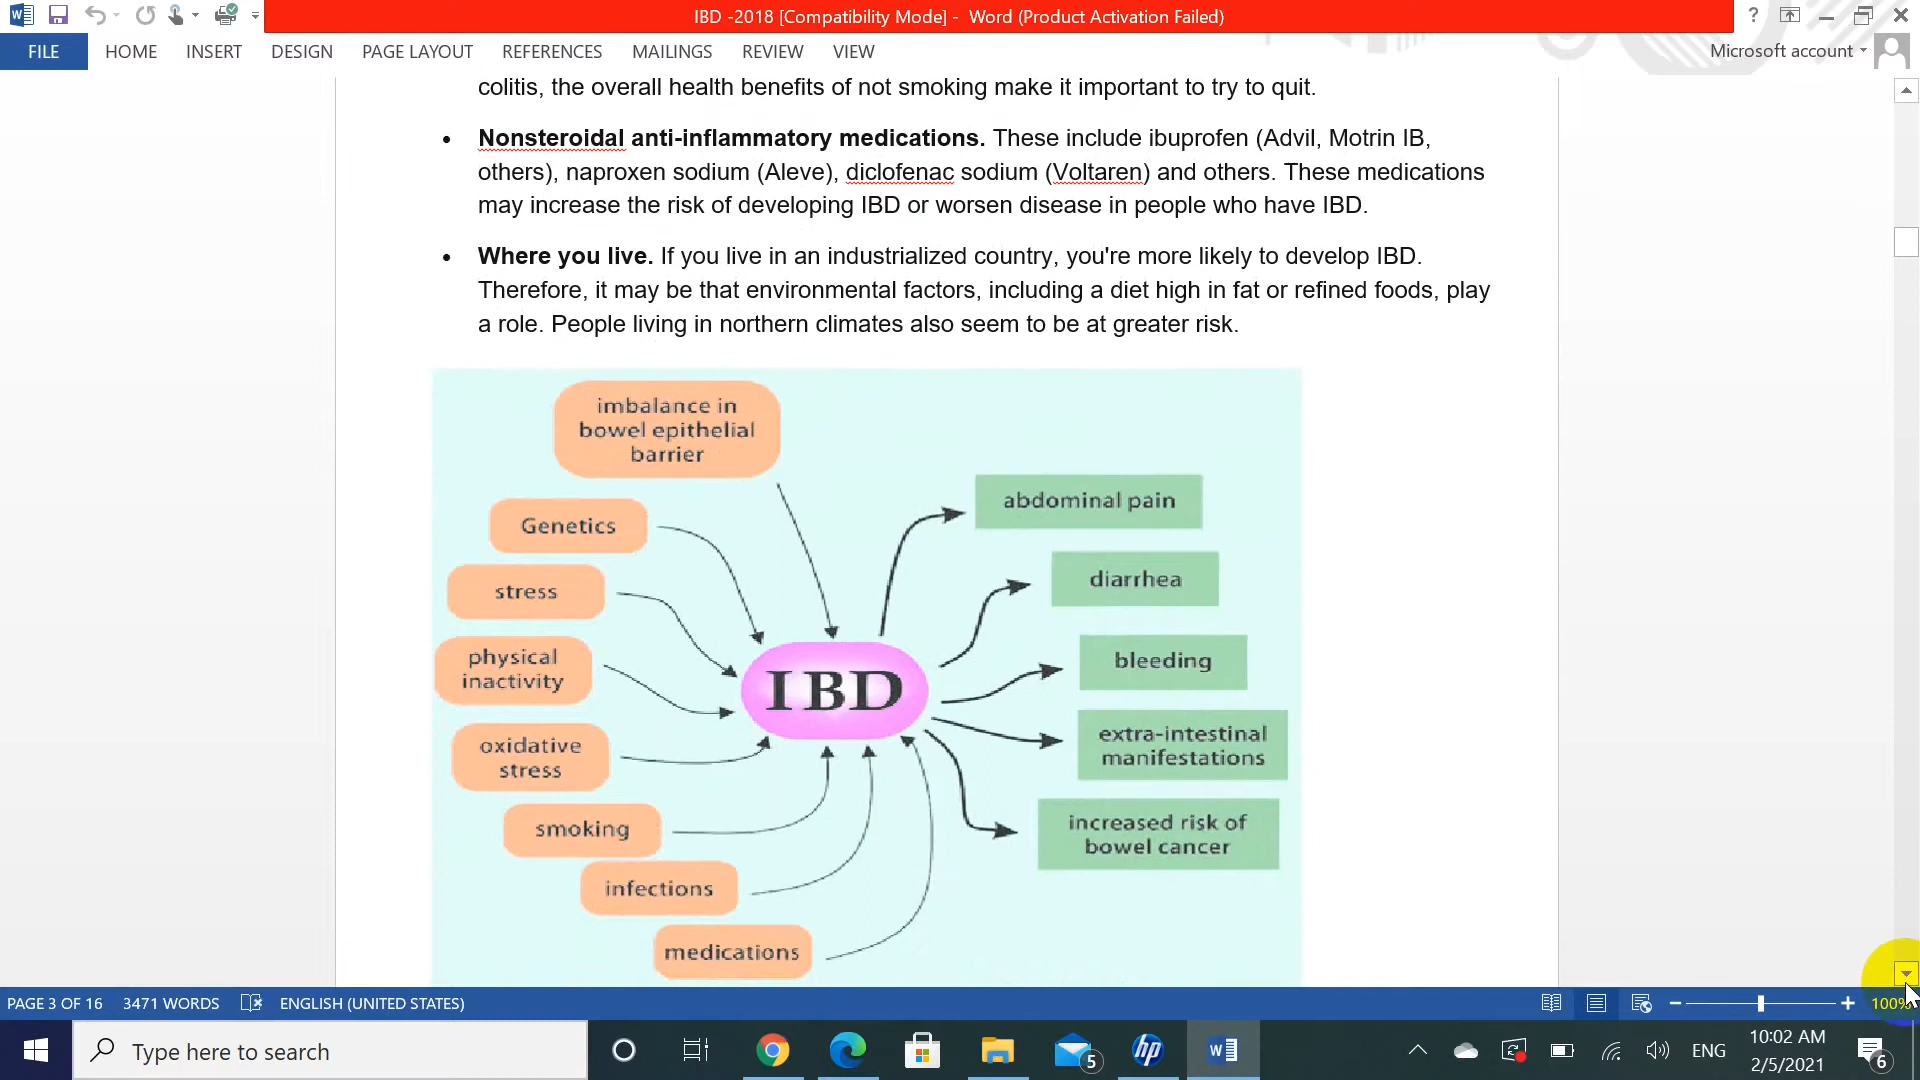 IBD -2018 [Compatibility Mode] - Word (Product Activation Failed)
?
FILE
HOME
INSERT
DESIGN
PAGE LAYOUT
REFERENCES
MAILINGS
REVIEW
VIEW
Microsoft account
colitis, the overall health benefits of not smoking make it important to try to quit.
• Nonsteroidal anti-inflammatory medications. These include ibuprofen (Advil, Motrin IB,
others), naproxen sodium (Aleve), diclofenac sodium (Voltaren) and others. These medications
may increase the risk of developing IBD or worsen disease in people who have IBD.
• Where you live. If you live in an industrialized country, you're more likely to develop IBD.
Therefore, it may be that environmental factors, including a diet high in fat or refined foods, play
a role. People living in northern climates also seem to be at greater risk.
imbalance in
bowel epithelial
barrier
Genetics
stress
physical
inactivity
oxidative
stress
smoking
infections
medications
IBD
abdominal pain
diarrhea
bleeding
extra-intestinal
manifestations
increased risk of
bowel cancer
PAGE 3 OF 16
3471 WORDS
ENGLISH (UNITED STATES)
100%
Type here to search
5
hp
ENG
10:02 AM
2/5/2021
6